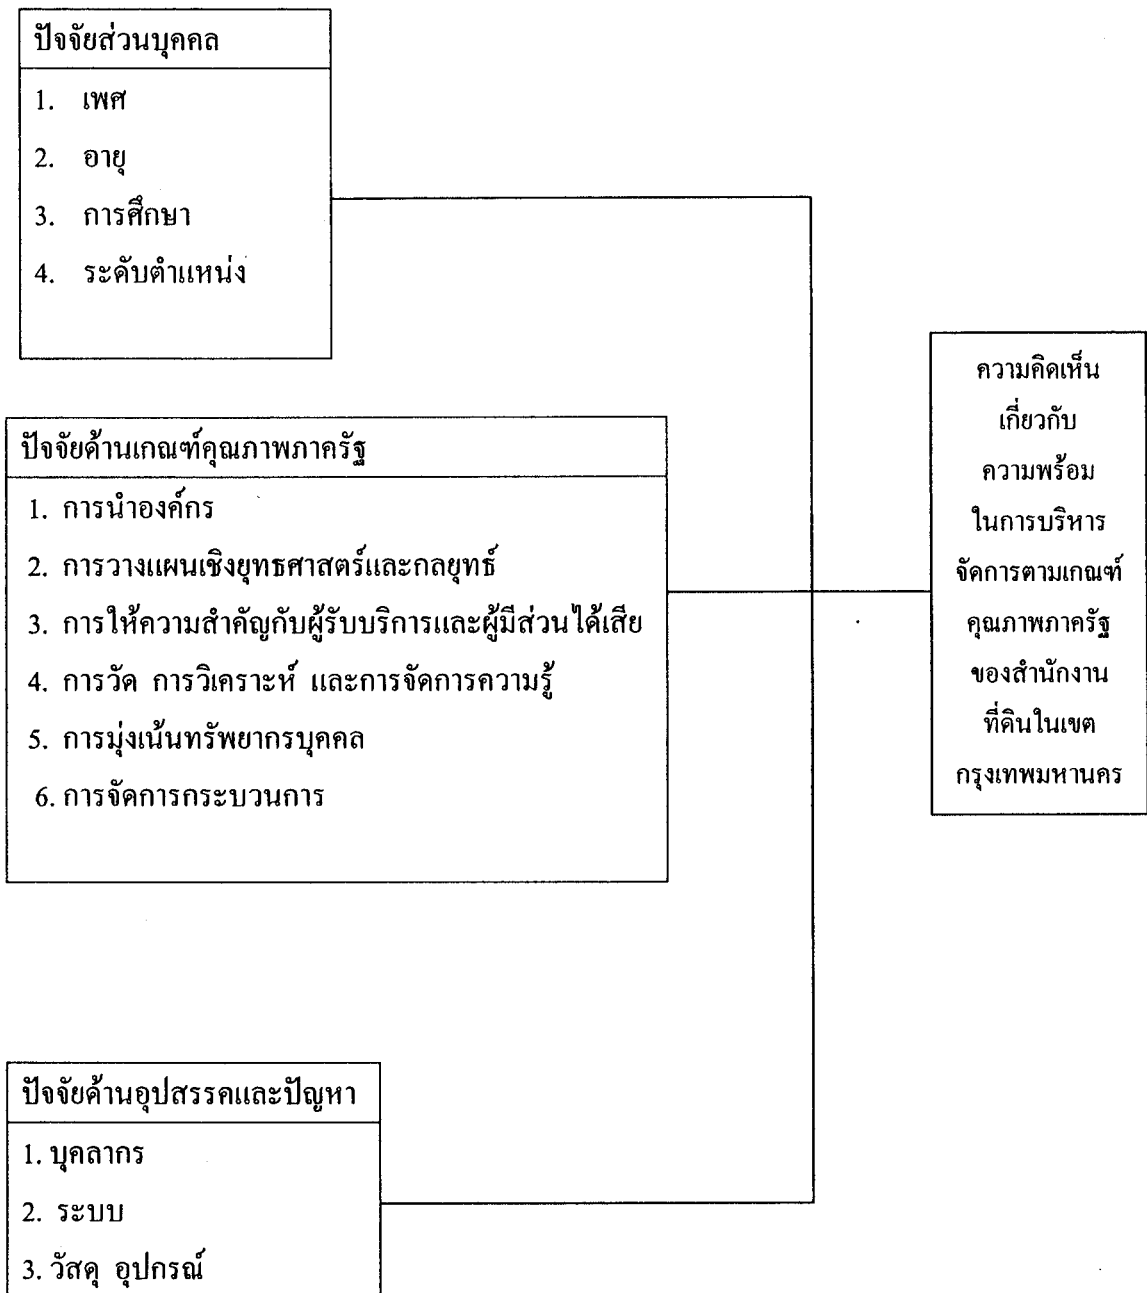 ปัจจัยส่วนบุคคล
1. เพศ
2. อายุ
3. การศึกษา
4. ระดับตำแหน่ง
ปัจจัยด้านเกณฑ์คุณภาพภาครัฐ
1. การนำองค์กร
2. การวางแผนเชิงยุทธศาสตร์และกลยุทธ์
3. การให้ความสำคัญกับผู้รับบริการและผู้มีส่วนได้เสีย
4. การวัด การวิเคราะห์ และการจัดการความรู้
5. การมุ่งเน้นทรัพยากรบุคคล
6. การจัดการกระบวนการ
ปัจจัยด้านอุปสรรคและปัญหา
1. บุคลากร
2. ระบบ
3. วัสดุ อุปกรณ์
ความคิดเห็น
เกี่ยวกับ
ความพร้อม
ในการบริหาร
จัดการตามเกณฑ์
คุณภาพภาครัฐ
ของสำนักงาน
ที่ดินในเขต
กรุงเทพมหานคร